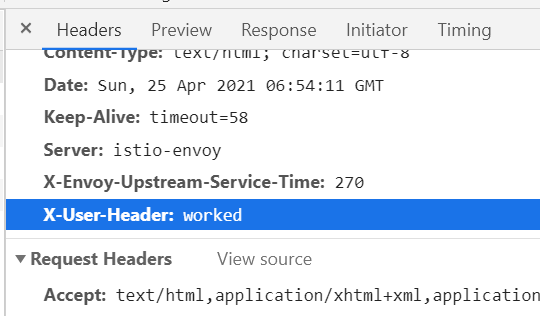 × Headers Preview Response Initiator Timing
Content-Type: text/html; charset=utf-8
Date: Sun, 25 Apr 2021 06:54:11 GMT
Keep-Alive: timeout=58
Server: istio-envoy
X-Envoy-Upstream-Service-Time: 270
X-User-Header: worked
▼ Request Headers View source
Accept: text/html,application/xhtml+xml,application